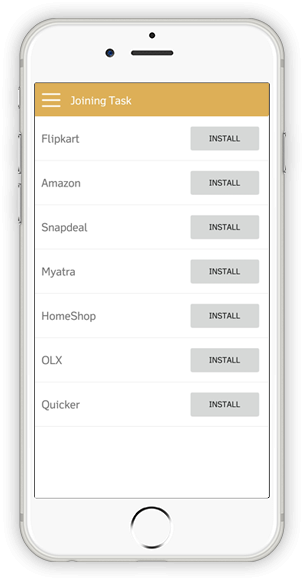 Joining Task
Flipkart INSTALL
Amazon INSTALL
Snapdeal INSTALL
Myatra INSTALL
HomeShop INSTALL
OLX INSTALL
Quicker INSTALL